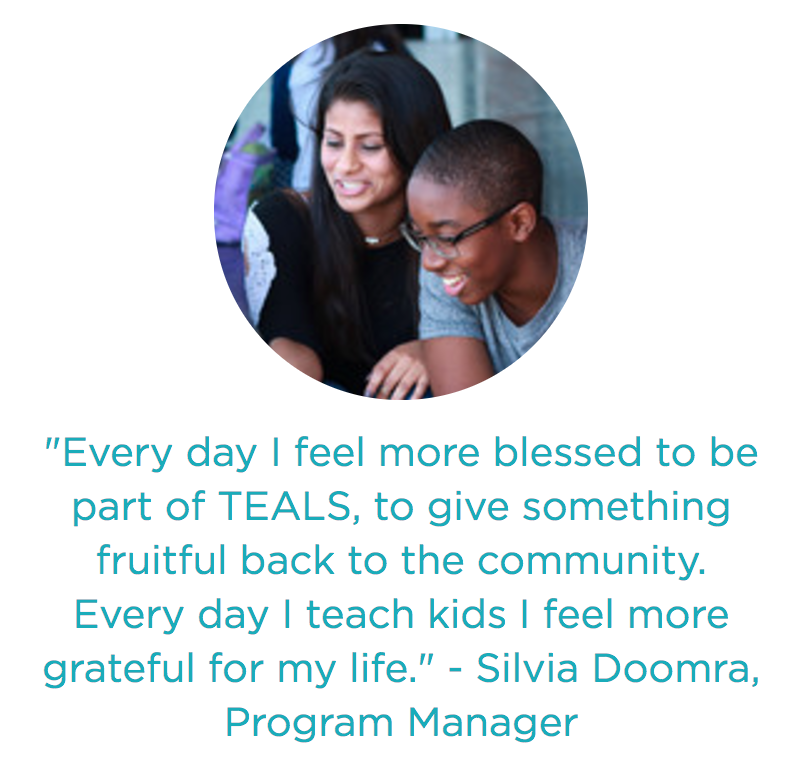 "Every day I feel more blessed to be
part of TEALS, to give something
fruitful back to the community.
Every day I teach kids I feel more
grateful for my life." - Silvia Doomra,
Program Manager